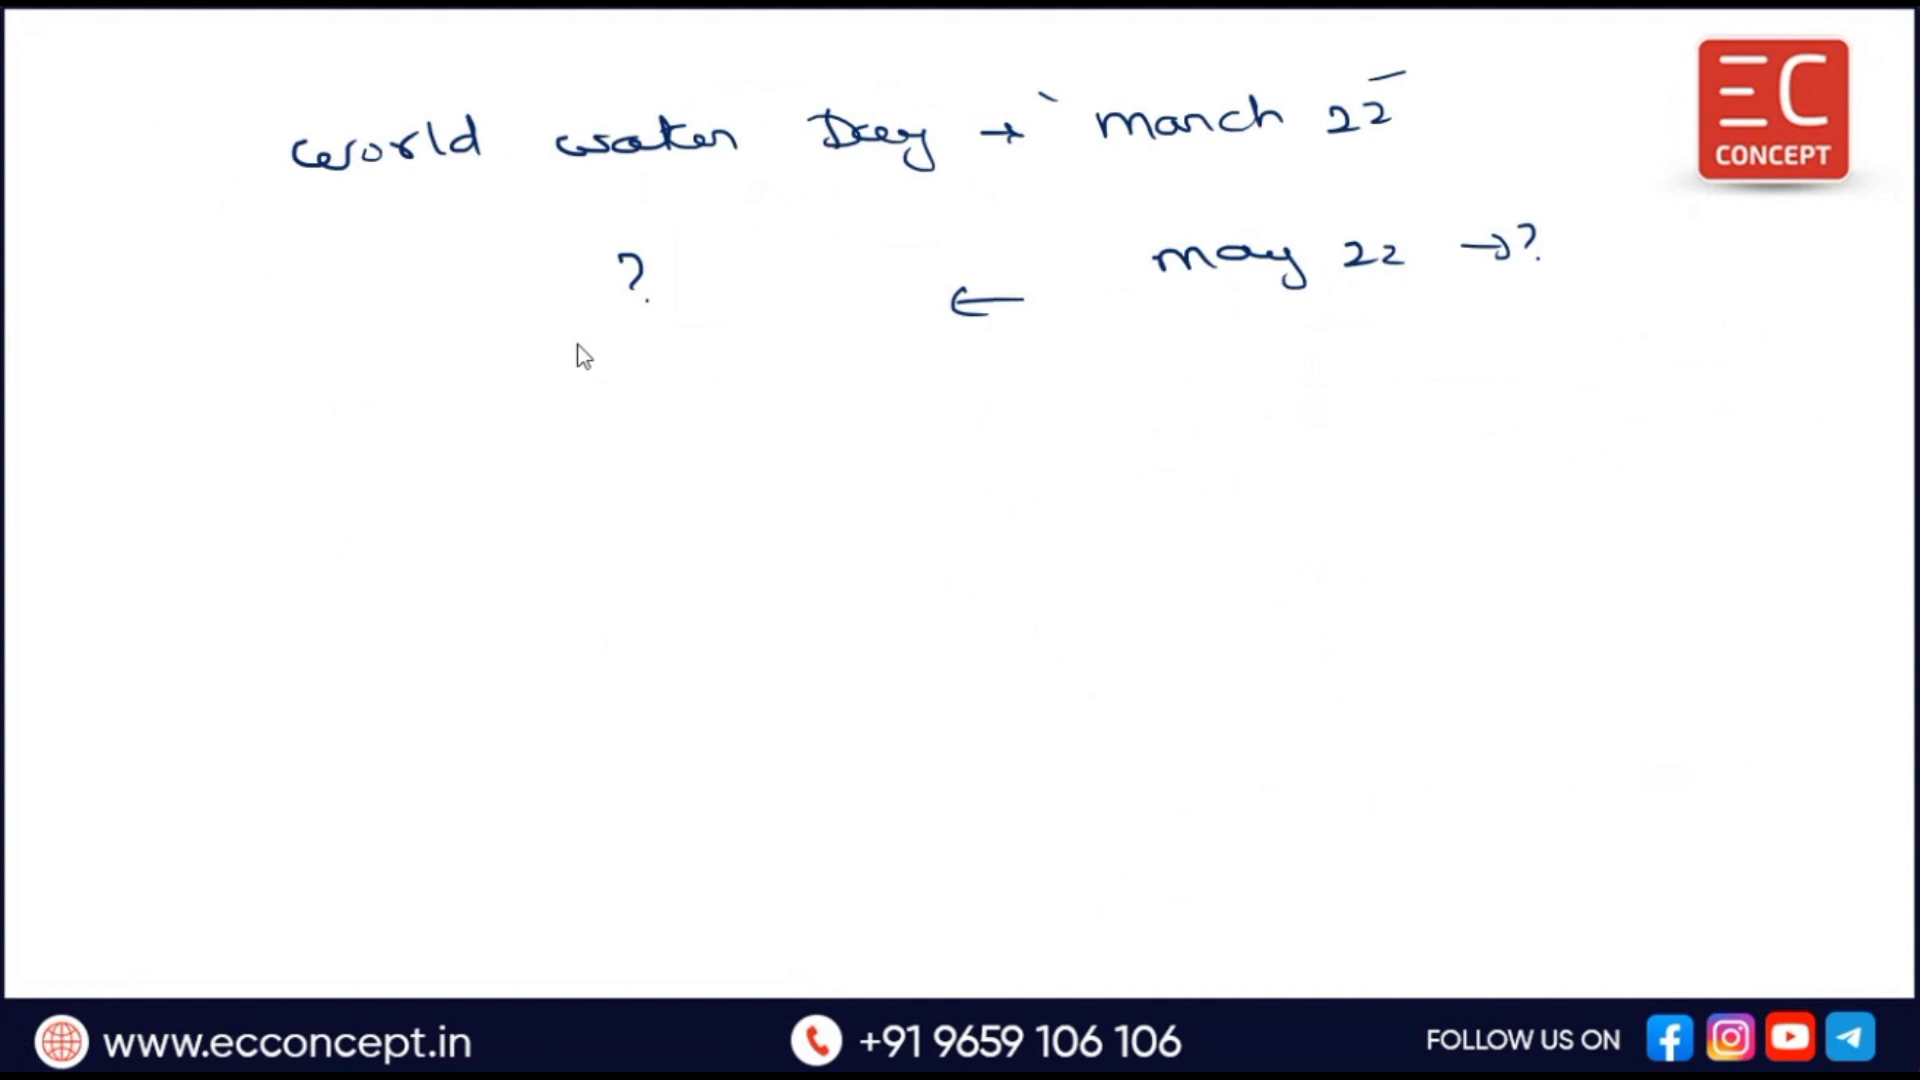 World water Day → march 22
EC
CONCEPT
may 22 →?
? ←
www.ecconcept.in
+91 9659 106 106
FOLLOW US ON